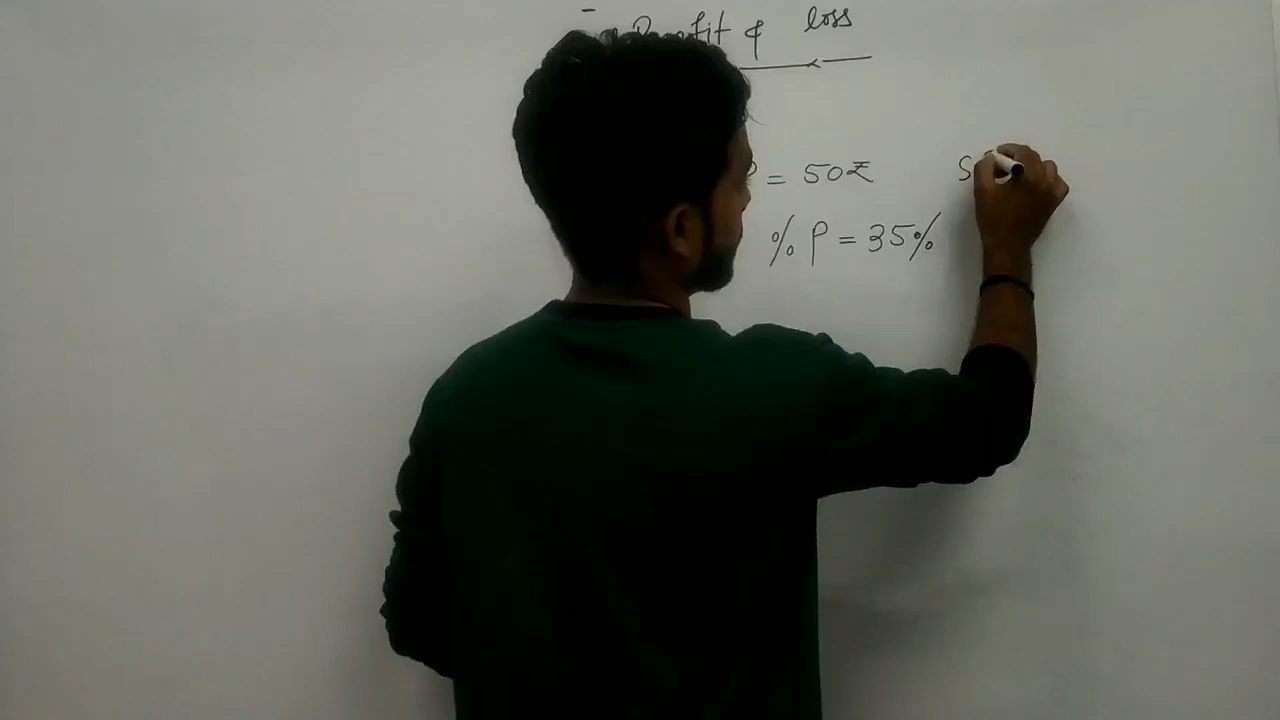 Profit & loss
P = 50₹ S
% P = 35%